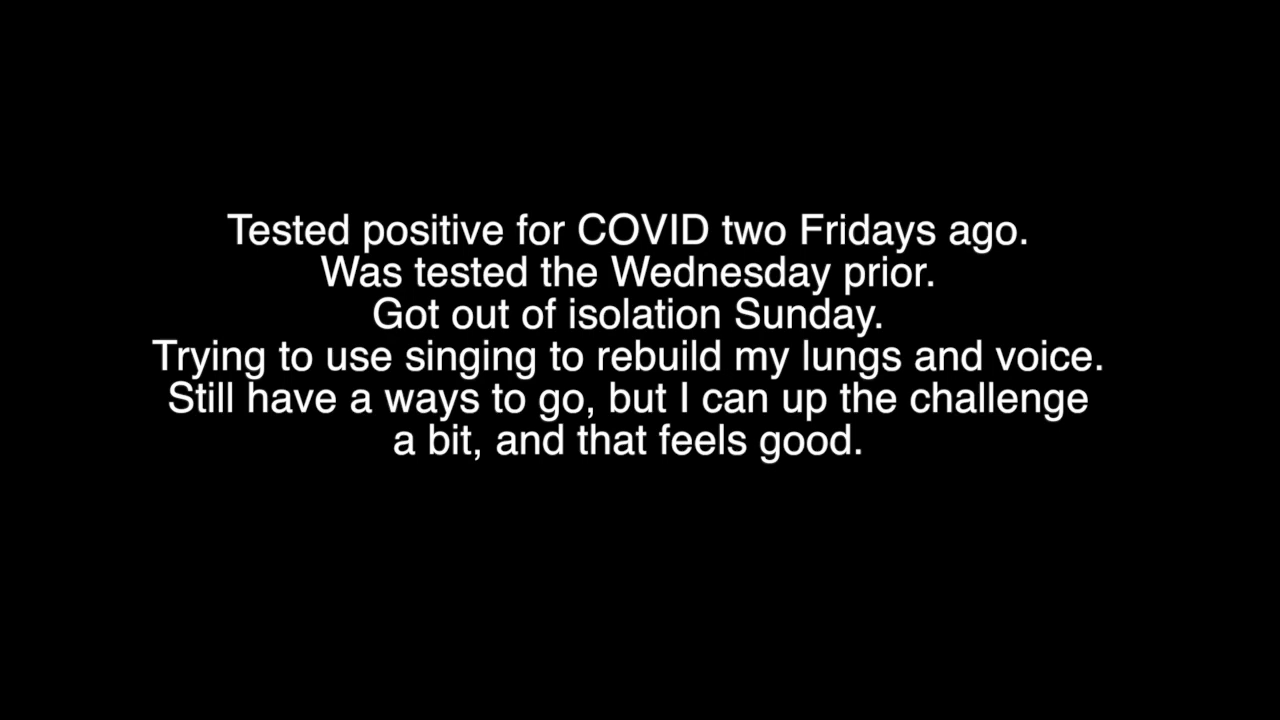 Tested positive for COVID two Fridays ago.
Was tested the Wednesday prior.
Got out of isolation Sunday.
Trying to use singing to rebuild my lungs and voice.
Still have a ways to go, but I can up the challenge
a bit, and that feels good.